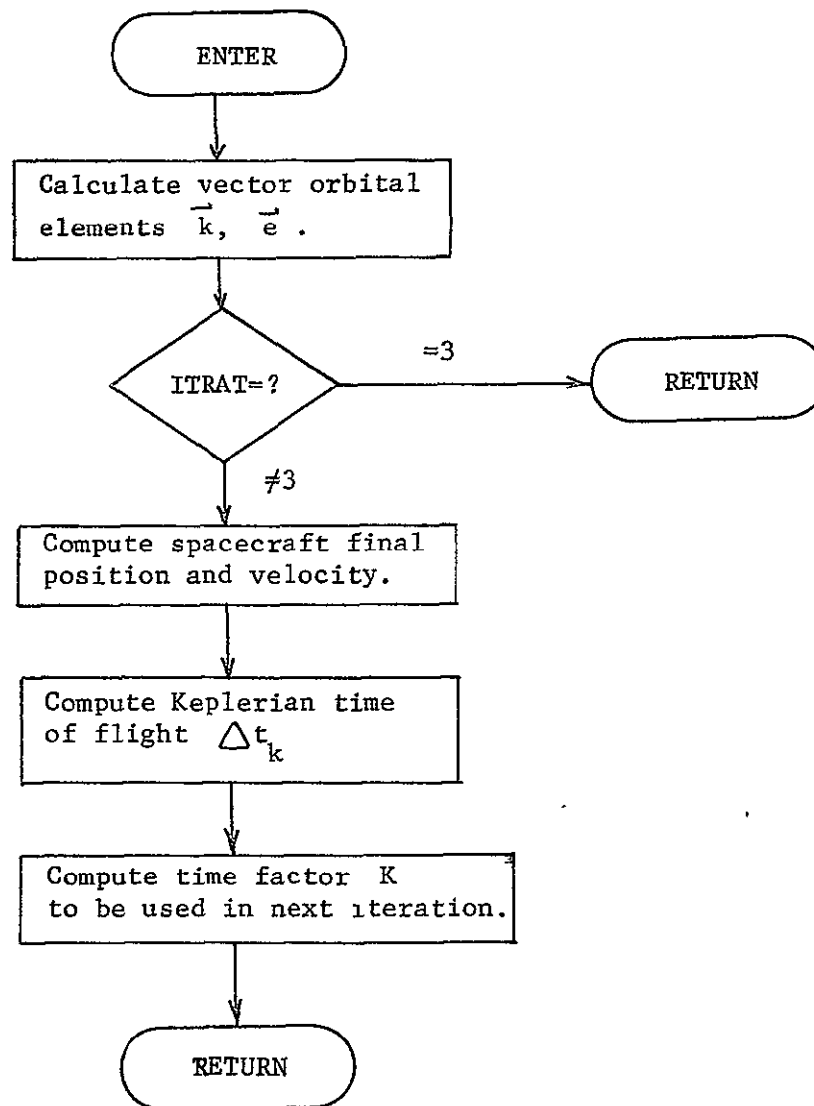 ENTER
Calculate vector orbital
elements k⃗, e⃗ .
ITRAT=?
=3
RETURN
≠3
Compute spacecraft final
position and velocity.
Compute Keplerian time
of flight △t_k
Compute time factor K
to be used in next iteration.
RETURN